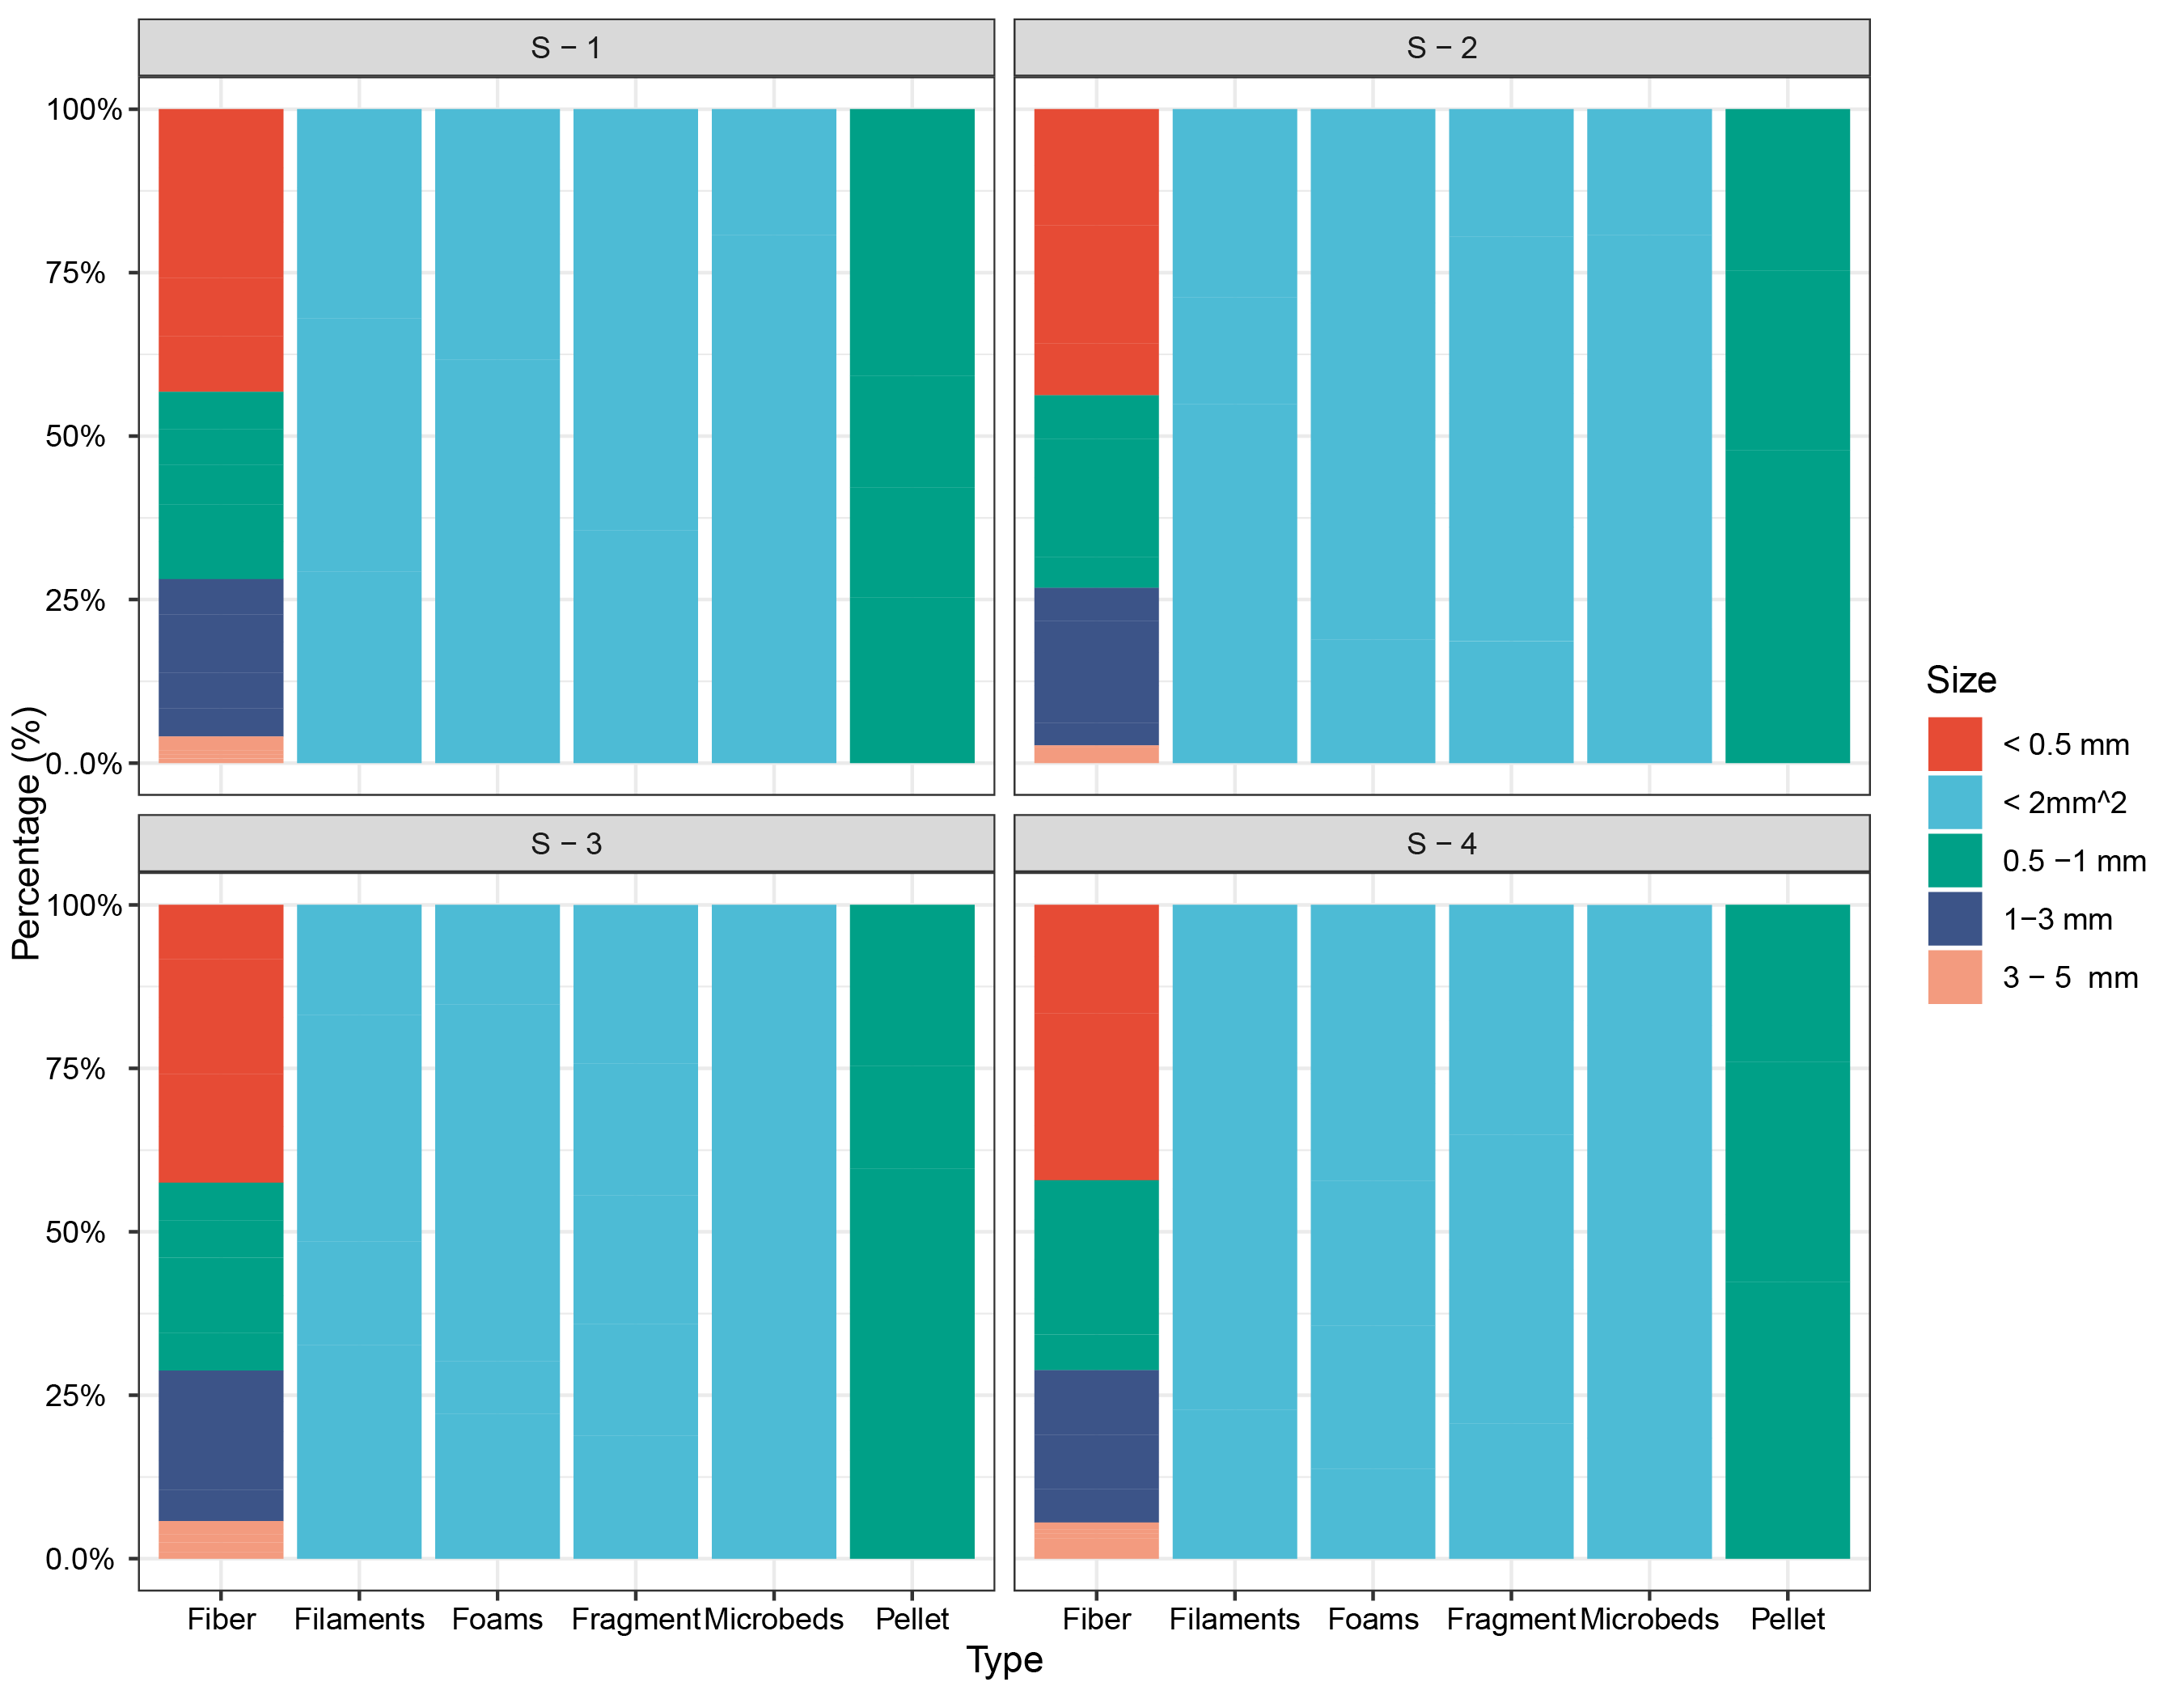 S − 1
S − 2
100%
75%
50%
25%
0..0%
S − 3
S − 4
100%
75%
50%
25%
0.0%
Fiber Filaments Foams Fragment Microbeds Pellet
Fiber Filaments Foams Fragment Microbeds Pellet
Type
Percentage (%)
Size
< 0.5 mm
< 2mm^2
0.5 −1 mm
1−3 mm
3 − 5  mm